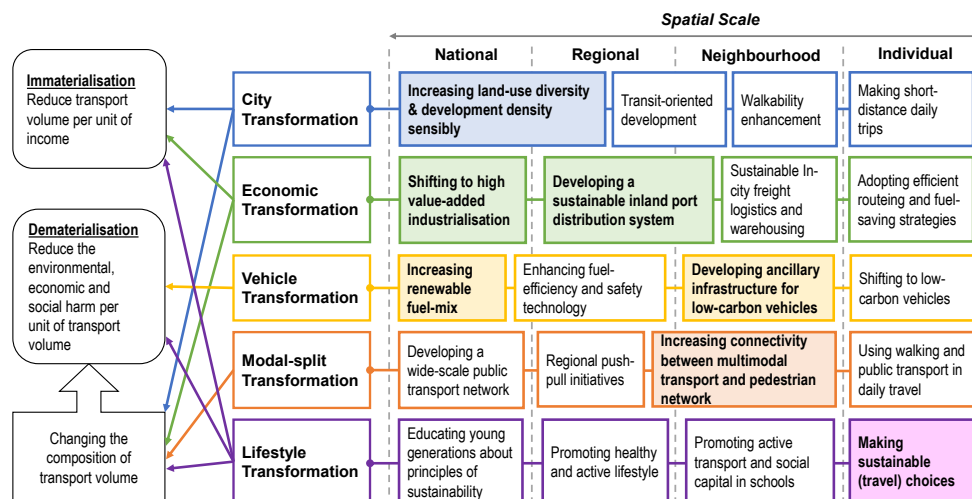 Spatial Scale
National
Regional
Neighbourhood
Individual
Immaterialisation
Reduce transport
volume per unit of
income
Dematerialisation
Reduce the
environmental,
economic and
social harm per
unit of transport
volume
Changing the
composition of
transport volume
City
Transformation
Increasing land-use diversity
& development density
sensibly
Transit-oriented
development
Walkability
enhancement
Making short-
distance daily
trips
Economic
Transformation
Shifting to high
value-added
industrialisation
Developing a
sustainable inland port
distribution system
Sustainable In-
city freight
logistics and
warehousing
Adopting efficient
routeing and fuel-
saving strategies
Vehicle
Transformation
Increasing
renewable
fuel-mix
Enhancing fuel-
efficiency and safety
technology
Developing ancillary
infrastructure for
low-carbon vehicles
Shifting to low-
carbon vehicles
Modal-split
Transformation
Developing a
wide-scale public
transport network
Regional push-
pull initiatives
Increasing connectivity
between multimodal
transport and pedestrian
network
Using walking and
public transport in
daily travel
Lifestyle
Transformation
Educating young
generations about
principles of
sustainability
Promoting healthy
and active lifestyle
Promoting active
transport and social
capital in schools
Making
sustainable
(travel) choices